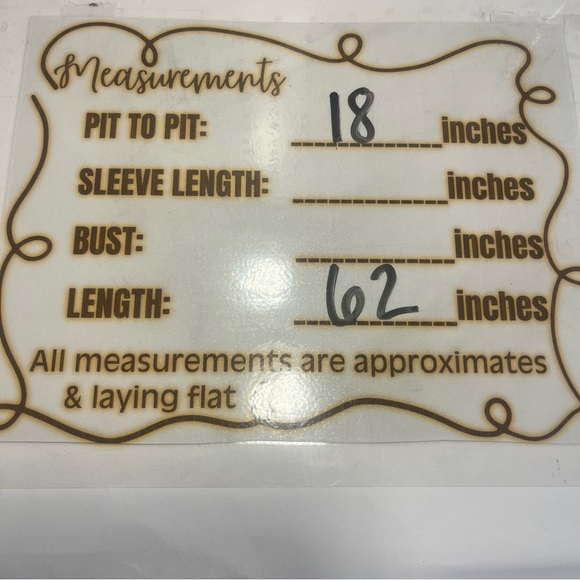 Measurements
PIT TO PIT: 18 inches
SLEEVE LENGTH: inches
BUST: inches
LENGTH: 62 inches
All measurements are approximates
& laying flat